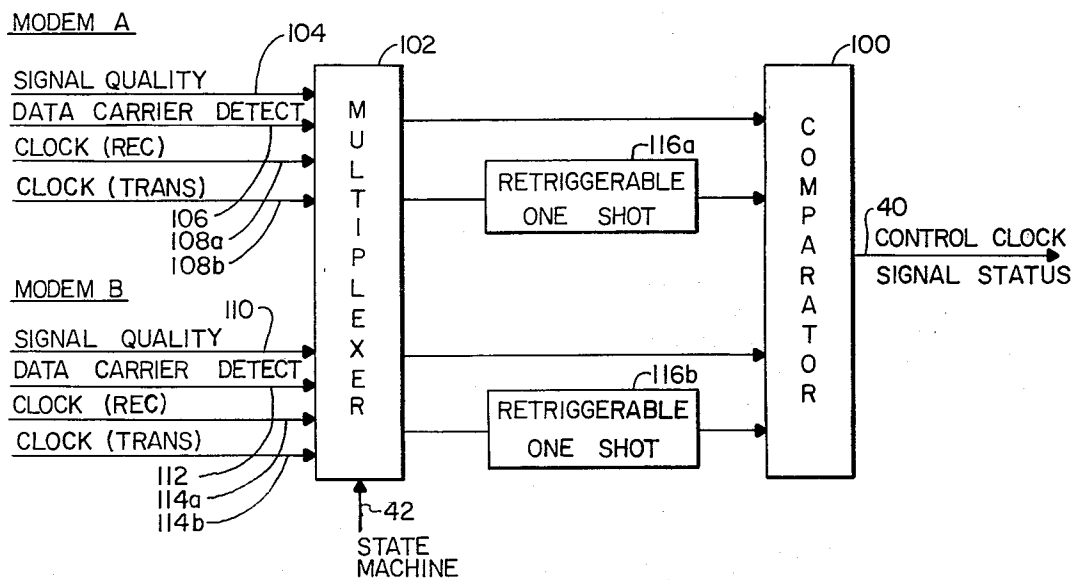 MODEM A
104
102
100
SIGNAL QUALITY
DATA CARRIER DETECT
CLOCK (REC)
CLOCK (TRANS)
106
108a
108b
MULTIPLEXER
116a
RETRIGGERABLE
ONE SHOT
COMPARATOR
40
CONTROL CLOCK
SIGNAL STATUS
MODEM B
110
SIGNAL QUALITY
DATA CARRIER DETECT
CLOCK (REC)
CLOCK (TRANS)
112
114a
114b
116b
RETRIGGERABLE
ONE SHOT
42
STATE
MACHINE